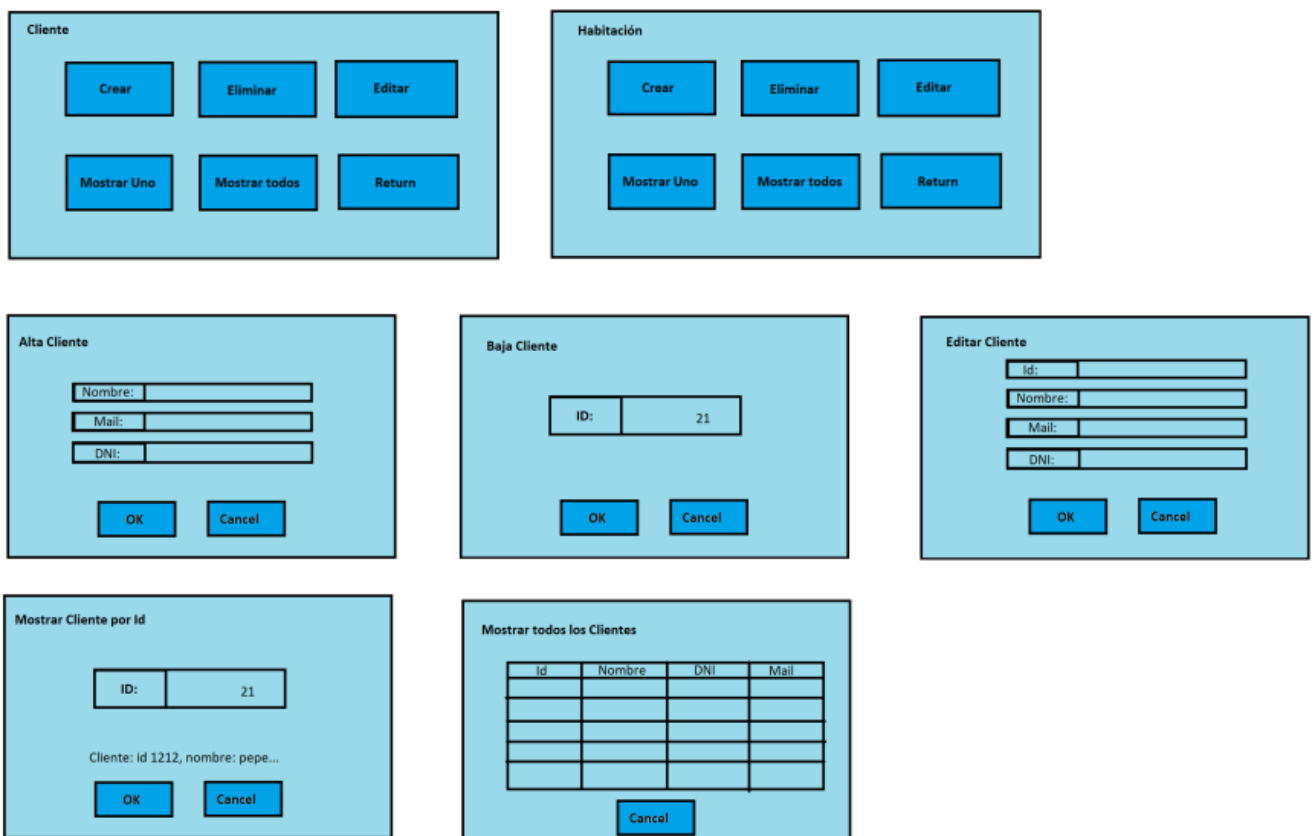 Cliente
Crear Eliminar Editar
Mostrar Uno Mostrar todos Return
Habitación
Crear Eliminar Editar
Mostrar Uno Mostrar todos Return
Alta Cliente
Nombre:
Mail:
DNI:
OK Cancel
Baja Cliente
ID: 21
OK Cancel
Editar Cliente
Id:
Nombre:
Mail:
DNI:
OK Cancel
Mostrar Cliente por Id
ID: 21
Cliente: id 1212, nombre: pepe...
OK Cancel
Mostrar todos los Clientes
Id Nombre DNI Mail
Cancel